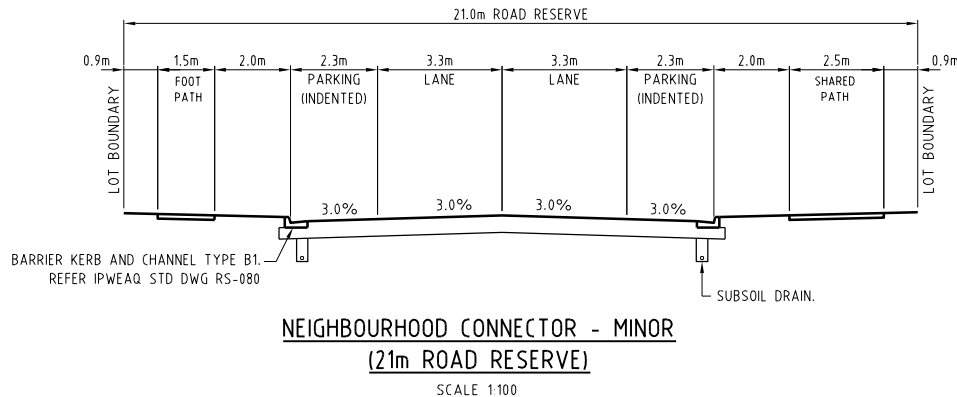 21.0m ROAD RESERVE
0.9m 1.5m 2.0m 2.3m 3.3m 3.3m 2.3m 2.0m 2.5m 0.9m
FOOT PATH
PARKING (INDENTED)
LANE
LANE
PARKING (INDENTED)
SHARED PATH
LOT BOUNDARY
LOT BOUNDARY
3.0% 3.0% 3.0% 3.0%
BARRIER KERB AND CHANNEL TYPE B1.
REFER IPWEAQ STD DWG RS-080
SUBSOIL DRAIN.
NEIGHBOURHOOD CONNECTOR - MINOR
(21m ROAD RESERVE)
SCALE 1:100